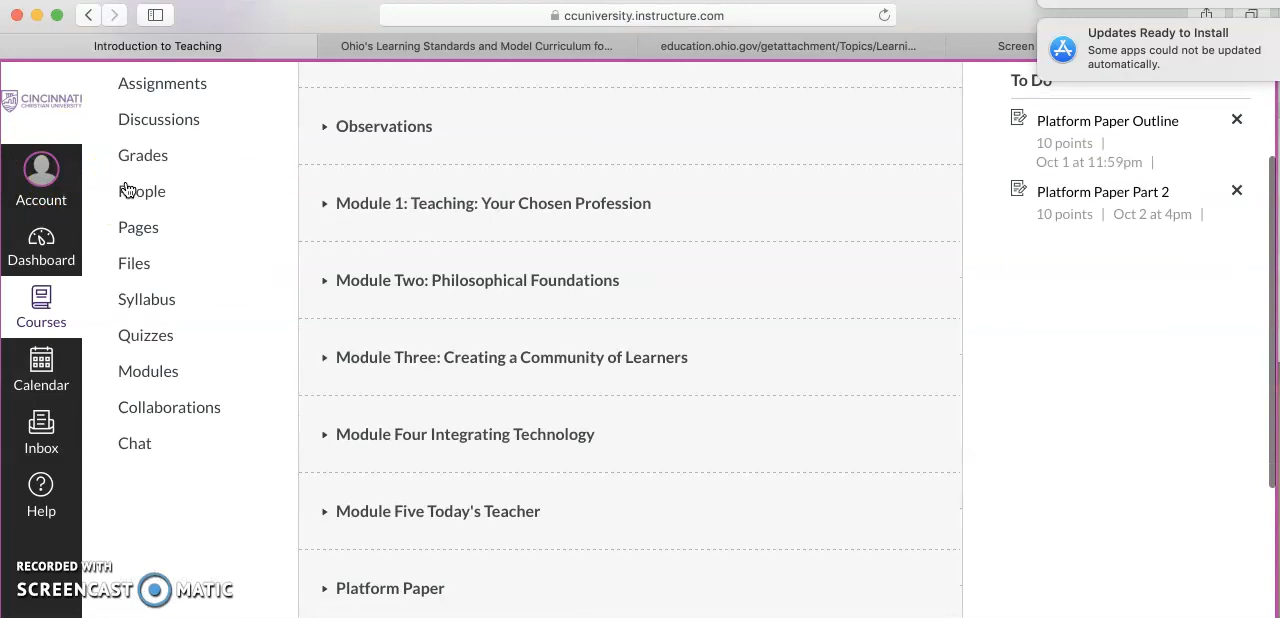 ccuniversity.instructure.com
Introduction to Teaching
Ohio's Learning Standards and Model Curriculum fo...
education.ohio.gov/getattachment/Topics/Learni...
Screen
Updates Ready to Install
Some apps could not be updated
automatically.
CINCINNATI
CHRISTIAN UNIVERSITY
Account
Dashboard
Courses
Calendar
Inbox
Help
Assignments
Discussions
Grades
People
Pages
Files
Syllabus
Quizzes
Modules
Collaborations
Chat
Observations
Module 1: Teaching: Your Chosen Profession
Module Two: Philosophical Foundations
Module Three: Creating a Community of Learners
Module Four Integrating Technology
Module Five Today's Teacher
Platform Paper
To Do
Platform Paper Outline
10 points |
Oct 1 at 11:59pm |
Platform Paper Part 2
10 points | Oct 2 at 4pm |
RECORDED WITH
SCREENCAST MATIC